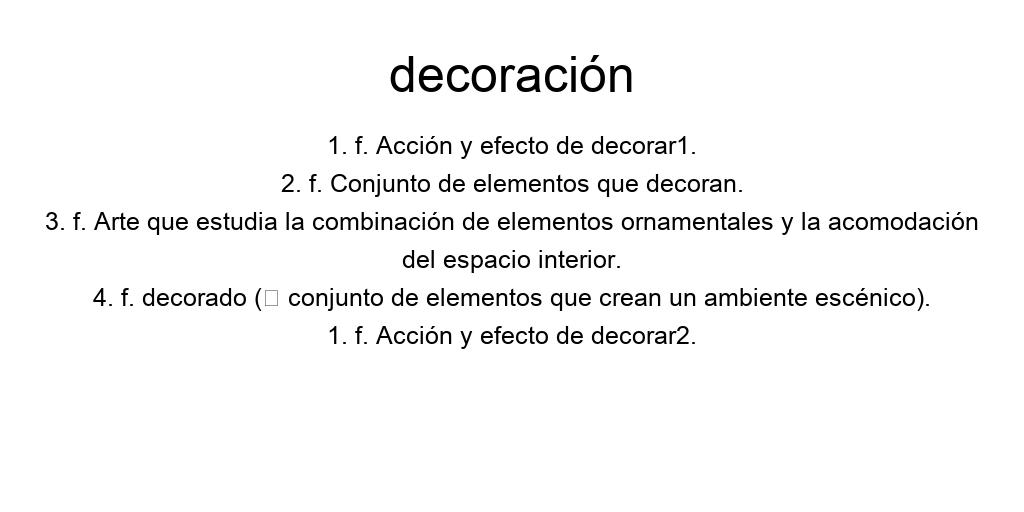 decoración
1. f. Acción y efecto de decorar1.
2. f. Conjunto de elementos que decoran.
3. f. Arte que estudia la combinación de elementos ornamentales y la acomodación
del espacio interior.
4. f. decorado (□ conjunto de elementos que crean un ambiente escénico).
1. f. Acción y efecto de decorar2.